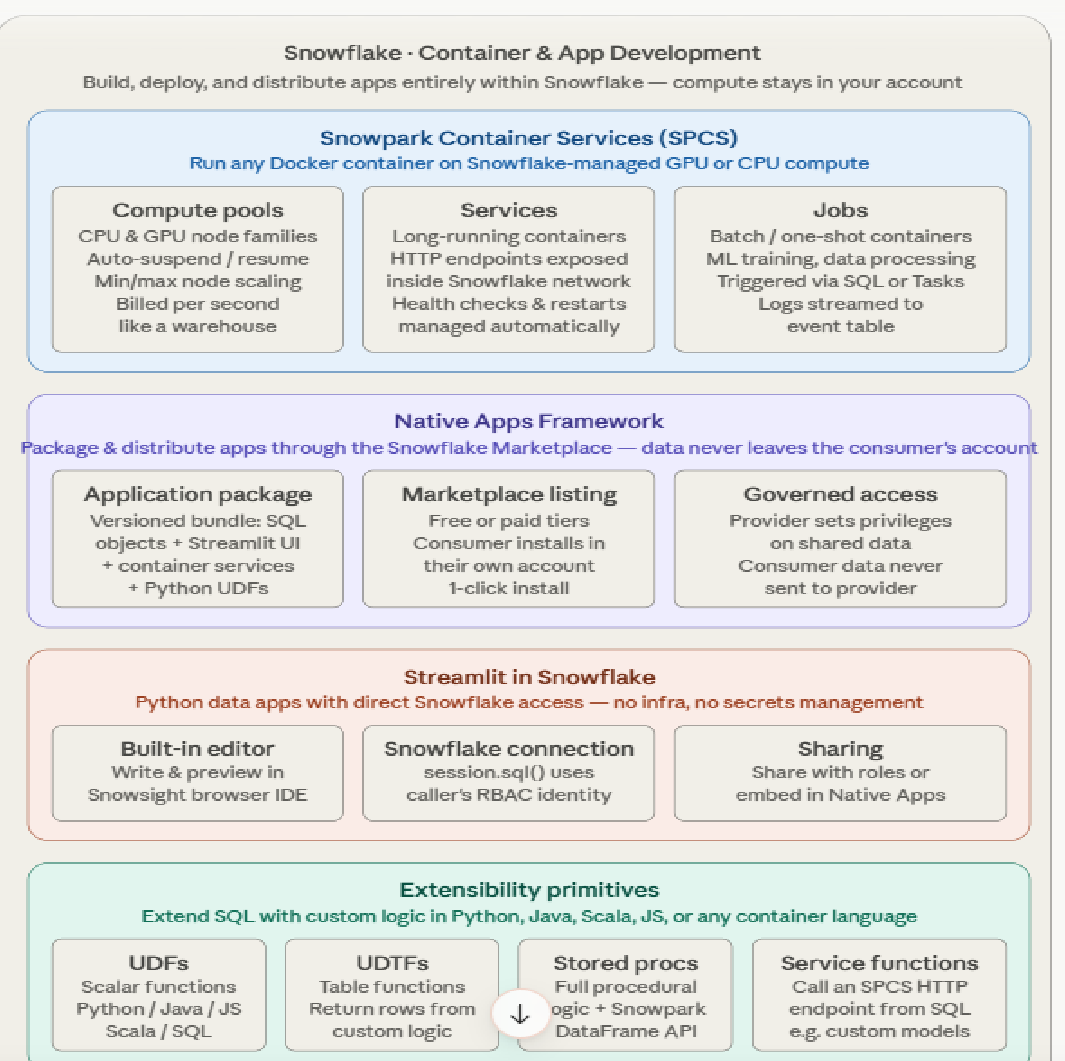 Snowflake · Container & App Development
Build, deploy, and distribute apps entirely within Snowflake — compute stays in your account
Snowpark Container Services (SPCS)
Run any Docker container on Snowflake-managed GPU or CPU compute
Compute pools
CPU & GPU node families
Auto-suspend / resume
Min/max node scaling
Billed per second
like a warehouse
Services
Long-running containers
HTTP endpoints exposed
inside Snowflake network
Health checks & restarts
managed automatically
Jobs
Batch / one-shot containers
ML training, data processing
Triggered via SQL or Tasks
Logs streamed to
event table
Native Apps Framework
Package & distribute apps through the Snowflake Marketplace — data never leaves the consumer's account
Application package
Versioned bundle: SQL
objects + Streamlit UI
+ container services
+ Python UDFs
Marketplace listing
Free or paid tiers
Consumer installs in
their own account
1-click install
Governed access
Provider sets privileges
on shared data
Consumer data never
sent to provider
Streamlit in Snowflake
Python data apps with direct Snowflake access — no infra, no secrets management
Built-in editor
Write & preview in
Snowsight browser IDE
Snowflake connection
session.sql() uses
caller's RBAC identity
Sharing
Share with roles or
embed in Native Apps
Extensibility primitives
Extend SQL with custom logic in Python, Java, Scala, JS, or any container language
UDFs
Scalar functions
Python / Java / JS
Scala / SQL
UDTFs
Table functions
Return rows from
custom logic
Stored procs
Full procedural
ogic + Snowpark
DataFrame API
Service functions
Call an SPCS HTTP
endpoint from SQL
e.g. custom models